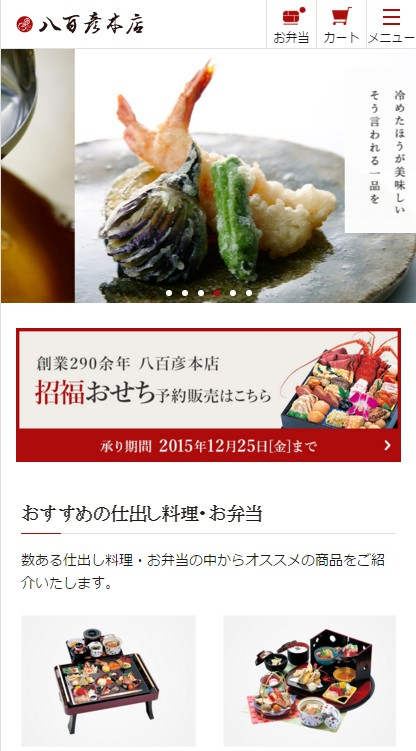 八百彦本店
お弁当
カート
メニュー
冷めたほうが美味しい
そう言われる一品を
創業290余年 八百彦本店
招福おせち予約販売はこちら
承り期間 2015年12月25日[金]まで
おすすめの仕出し料理・お弁当
数ある仕出し料理・お弁当の中からオススメの商品をご紹
介いたします。